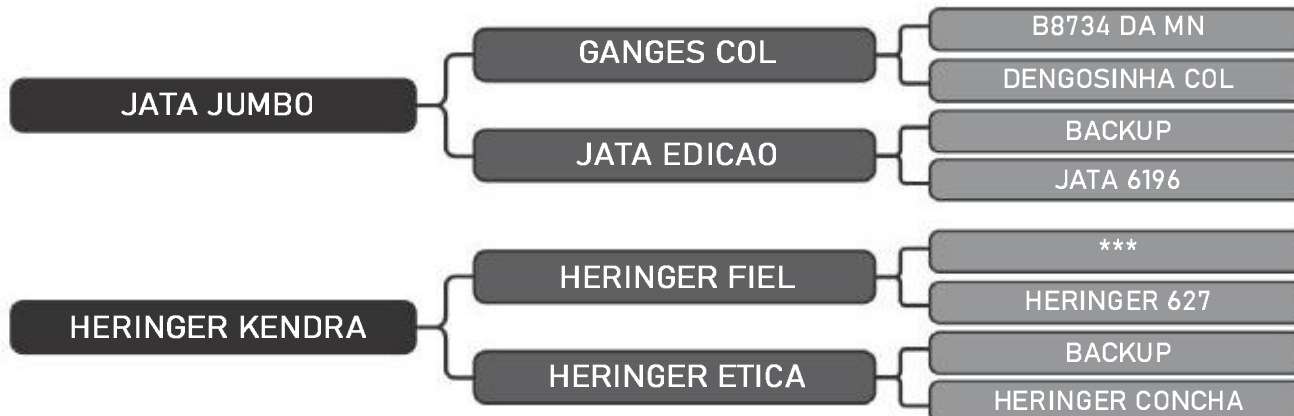 B8734 DA MN
GANGES COL
DENGOSINHA COL
JATA JUMBO
BACKUP
JATA EDICAO
JATA 6196
***
HERINGER FIEL
HERINGER 627
HERINGER KENDRA
BACKUP
HERINGER ETICA
HERINGER CONCHA